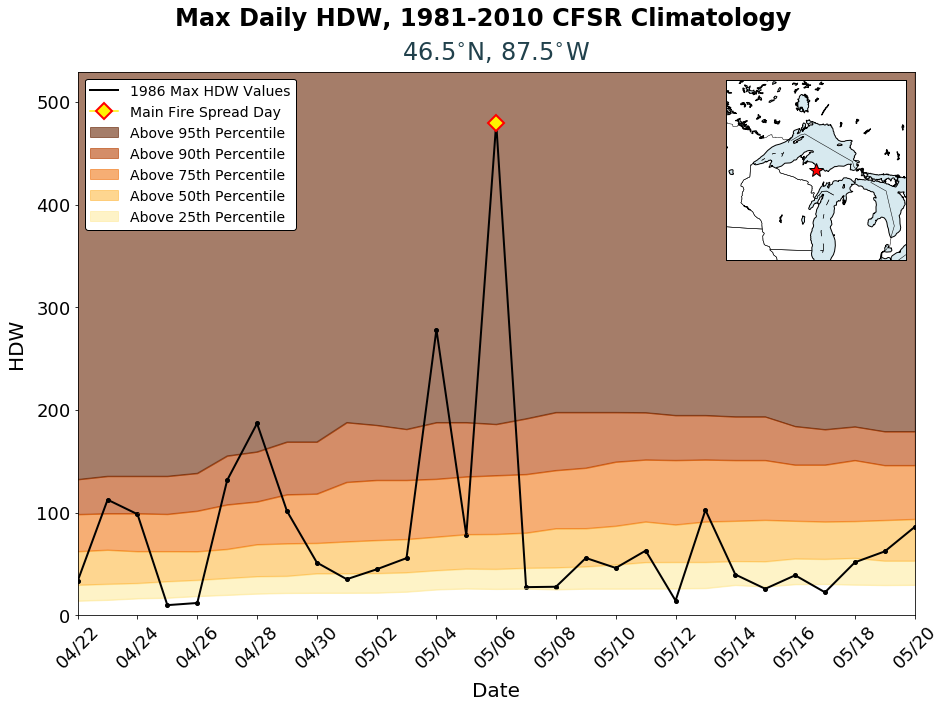 Max Daily HDW, 1981-2010 CFSR Climatology
46.5°N, 87.5°W
1986 Max HDW Values
Main Fire Spread Day
Above 95th Percentile
Above 90th Percentile
Above 75th Percentile
Above 50th Percentile
Above 25th Percentile
HDW
500
400
300
200
100
0
04/22
04/24
04/26
04/28
04/30
05/02
05/04
05/06
05/08
05/10
05/12
05/14
05/16
05/18
05/20
Date